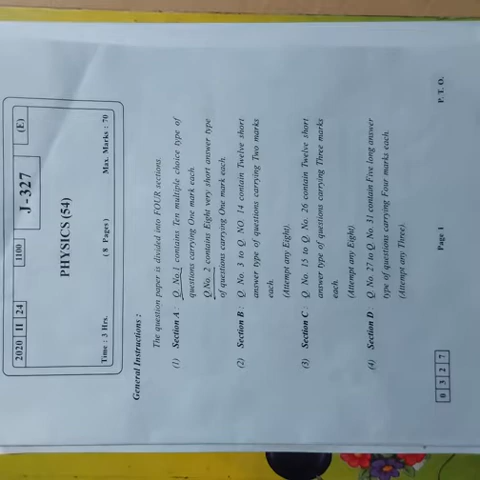 2020 II 24 1100 J-327 (E)
PHYSICS (54)
Time : 3 Hrs. ( 8 Pages ) Max. Marks : 70
General Instructions :
The question paper is divided into FOUR sections
(1) Section A : Q. No.1 contains Ten multiple choice type of
questions carrying One mark each
Q.No. 2 contains Eight very short answer type
of questions carrying One mark each.
(2) Section B : Q. No. 3 to Q. NO. 14 contain Twelve short
answer type of questions carrying Two marks
each.
(Attempt any Eight).
(3) Section C : Q. No. 15 to Q. No. 26 contain Twelve short
answer type of questions carrying Three marks
each
(Attempt any Eight)
(4) Section D : Q. No. 27 to Q. No. 31 contain Five long answer
type of questions carrying Four marks each.
(Attempt any Three).
0 3 2 7 Page 1 P.T.O.